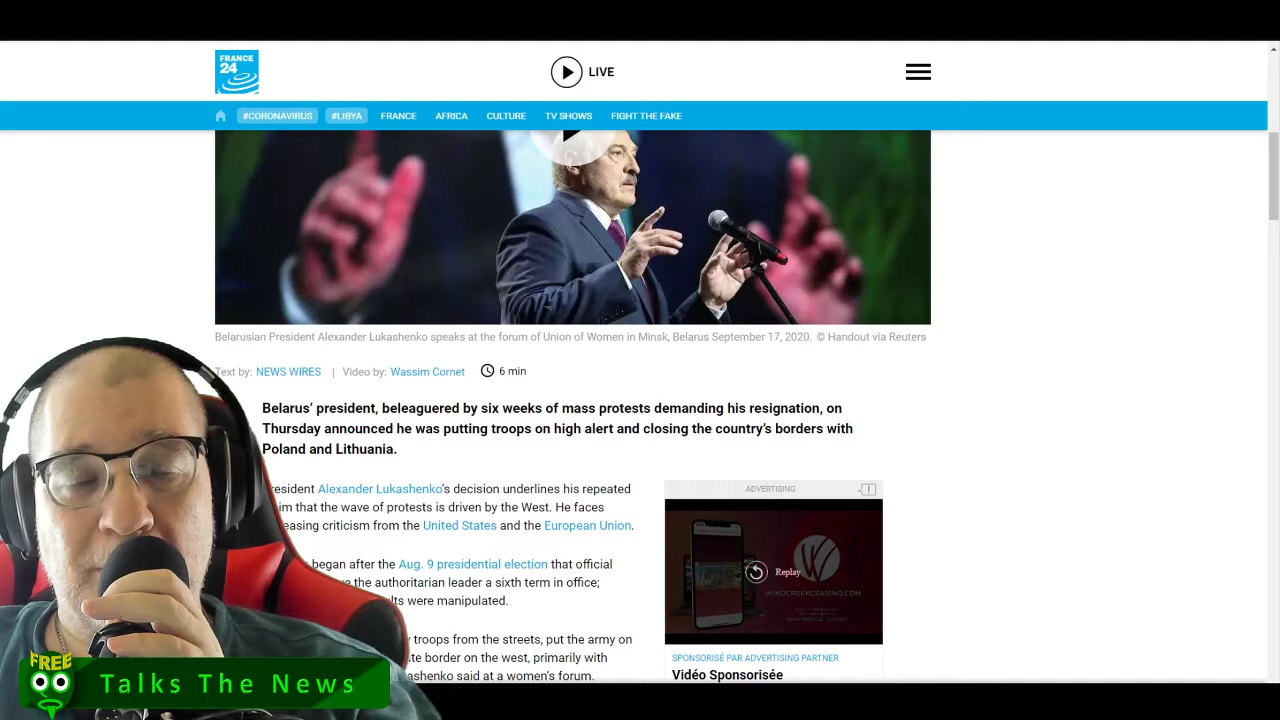 FRANCE
24
LIVE
#CORONAVIRUS #LIBYA FRANCE AFRICA CULTURE TV SHOWS FIGHT THE FAKE
Belarusian President Alexander Lukashenko speaks at the forum of Union of Women in Minsk, Belarus September 17, 2020. © Handout via Reuters
Text by: NEWS WIRES | Video by: Wassim Cornet 6 min
Belarus’ president, beleaguered by six weeks of mass protests demanding his resignation, on
Thursday announced he was putting troops on high alert and closing the country’s borders with
Poland and Lithuania.
resident Alexander Lukashenko’s decision underlines his repeated
im that the wave of protests is driven by the West. He faces
easing criticism from the United States and the European Union.
began after the Aug. 9 presidential election that official
the authoritarian leader a sixth term in office;
lts were manipulated.
troops from the streets, put the army on
te border on the west, primarily with
ashenko said at a women’s forum.
ADVERTISING
Replay
WINDCREEKCSASINO.COM
SPONSORISÉ PAR ADVERTISING PARTNER
Vidéo Sponsorisée
FREE
Talks The News